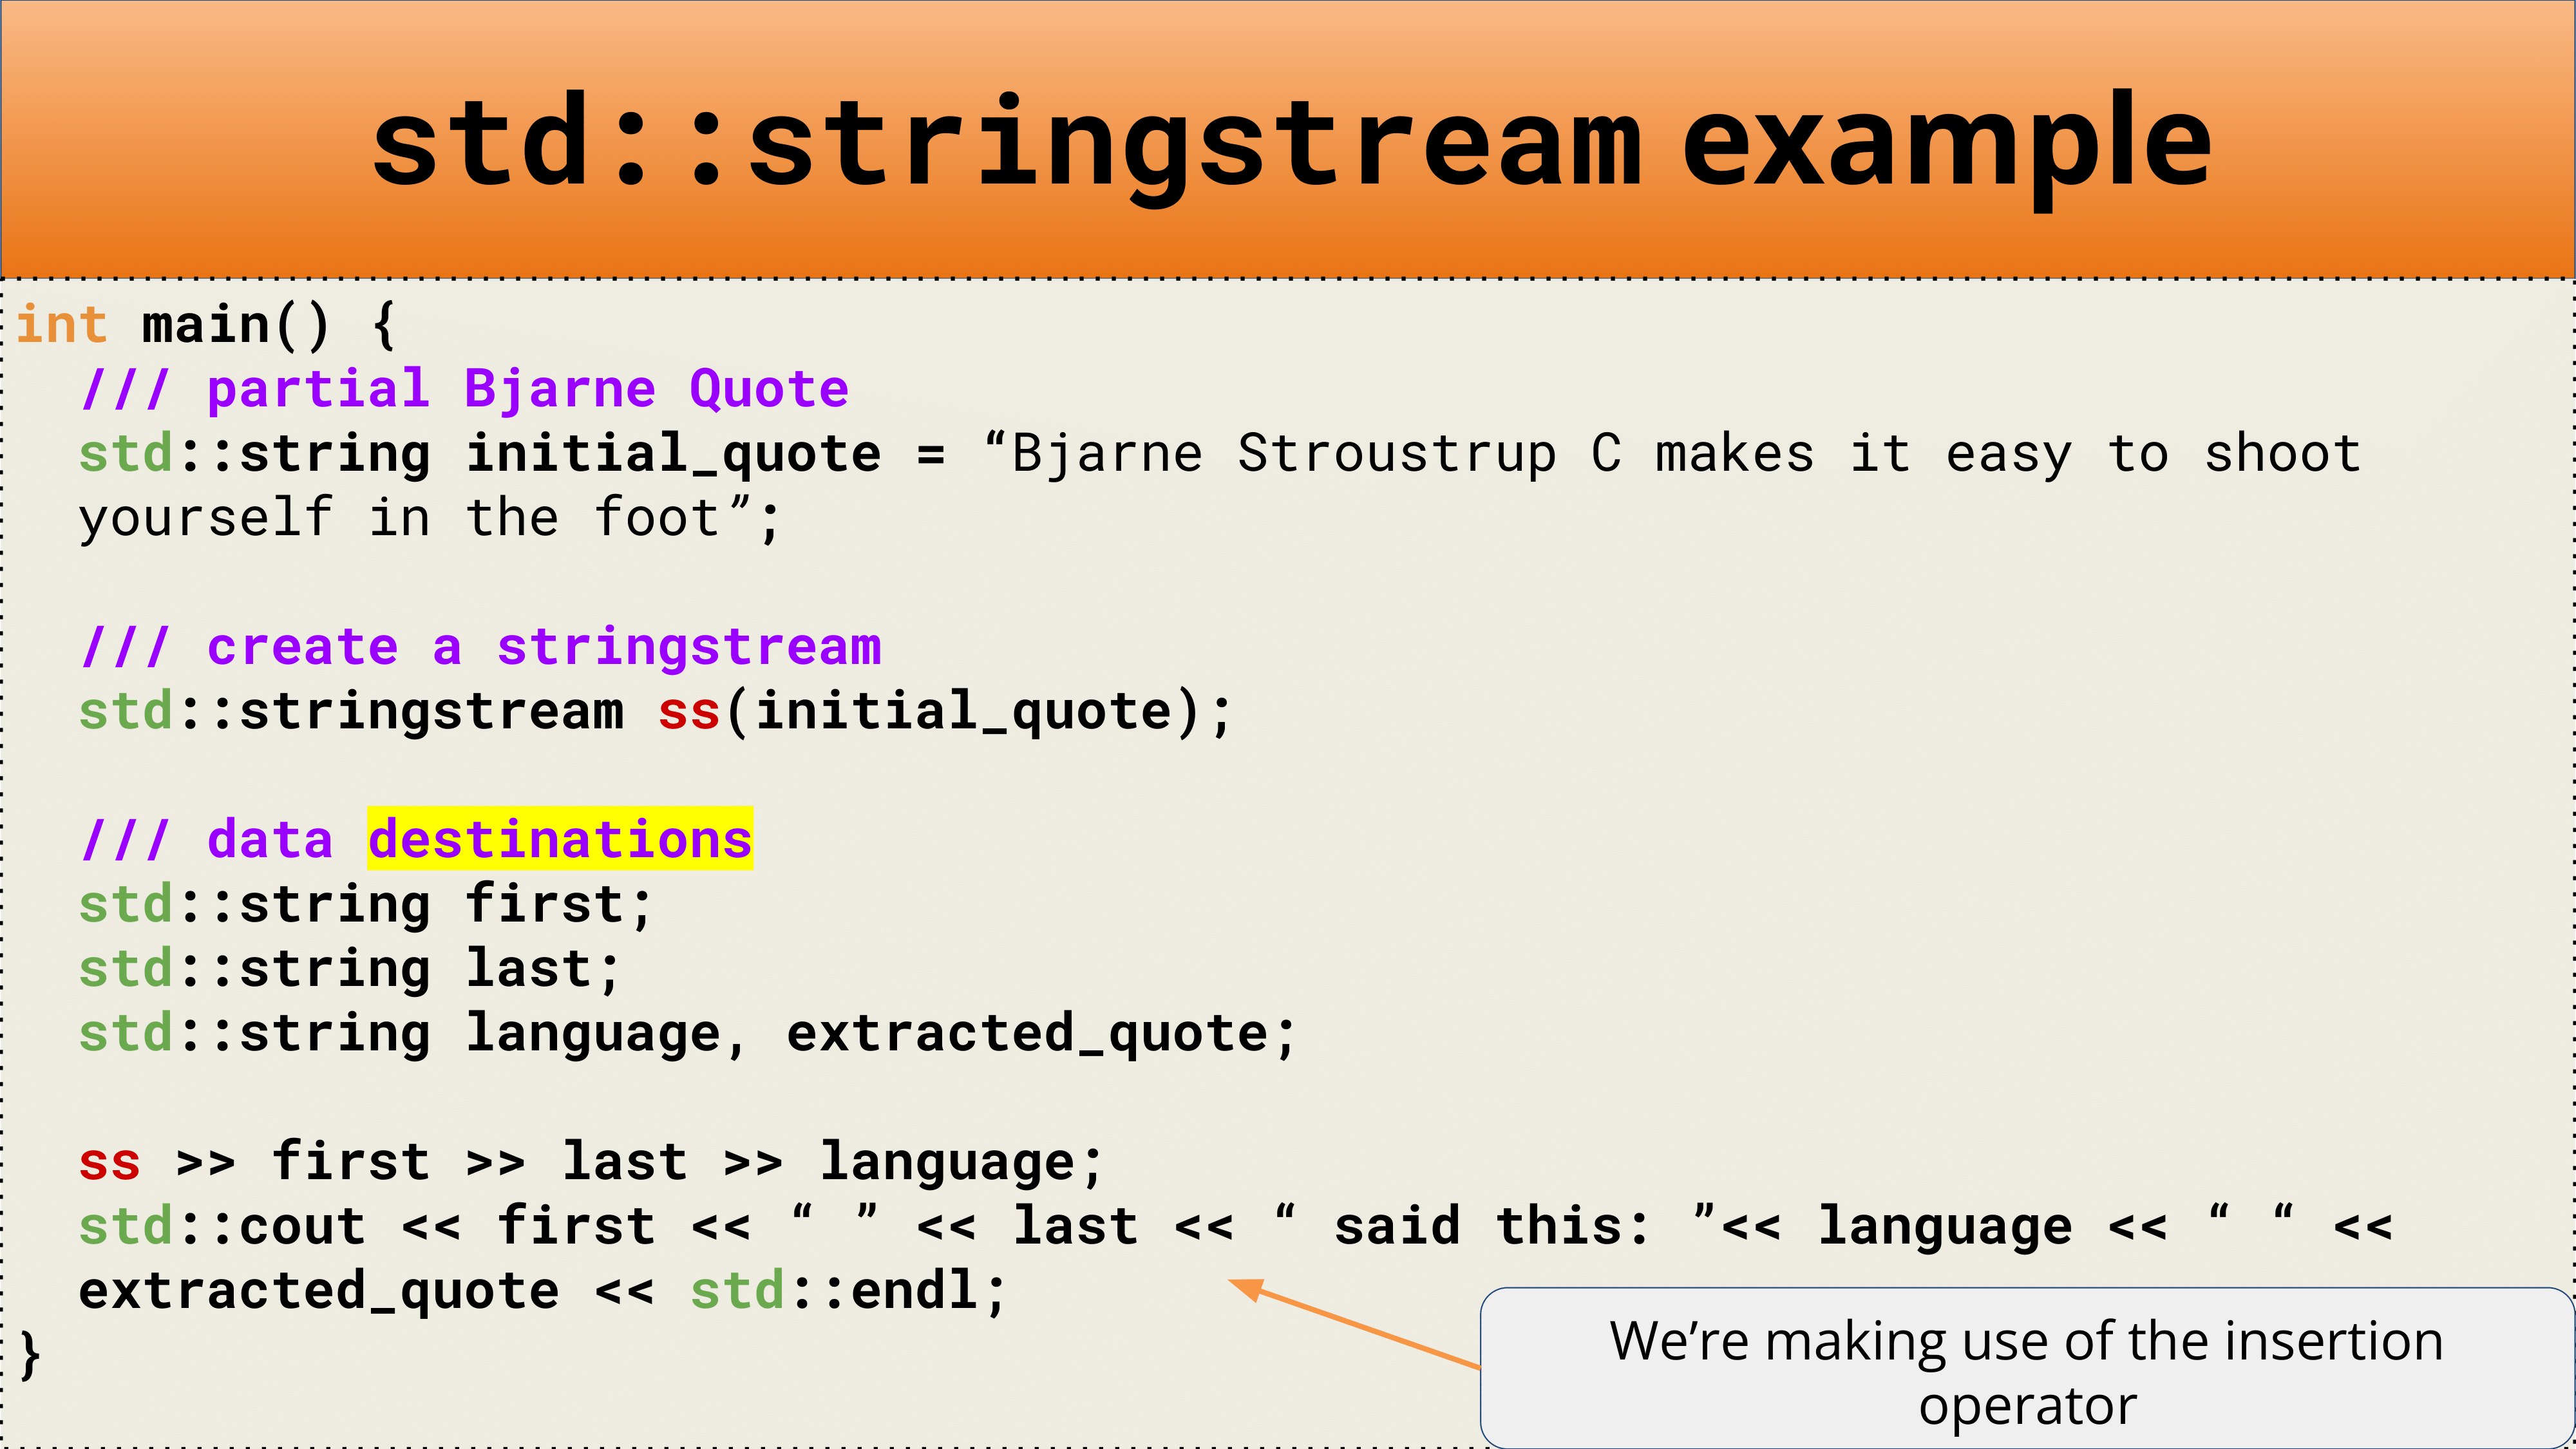 std::stringstream example
int main() {
/// partial Bjarne Quote
std::string initial_quote = “Bjarne Stroustrup C makes it easy to shoot
yourself in the foot”;
/// create a stringstream
std::stringstream ss(initial_quote);
/// data destinations
std::string first;
std::string last;
std::string language, extracted_quote;
ss >> first >> last >> language;
std::cout << first << “ ” << last << “ said this: ”<< language << “ “ <<
extracted_quote << std::endl;
}
We’re making use of the insertion
operator